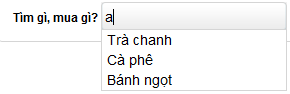 Tìm gì, mua gì? a
Trà chanh
Cà phê
Bánh ngọt